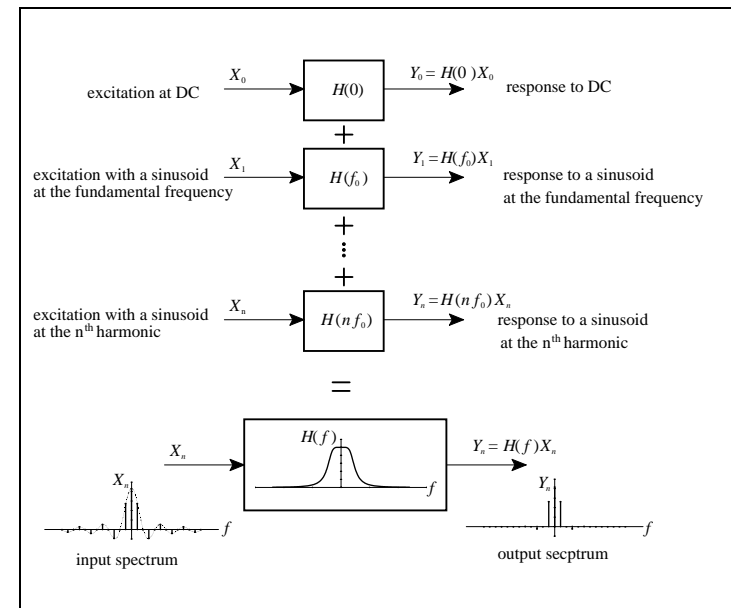 excitation at DC X₀ H(0) Y₀ = H(0)X₀ response to DC
+
excitation with a sinusoid
at the fundamental frequency
X₁ H(f₀) Y₁ = H(f₀)X₁
response to a sinusoid
at the fundamental frequency
+
⋮
+
excitation with a sinusoid
at the nᵗʰ harmonic
Xₙ H(nf₀) Yₙ = H(nf₀)Xₙ
response to a sinusoid
at the nᵗʰ harmonic
=
Xₙ H(f) f Yₙ = H(f)Xₙ
Xₙ f
input spectrum
Yₙ f
output secptrum